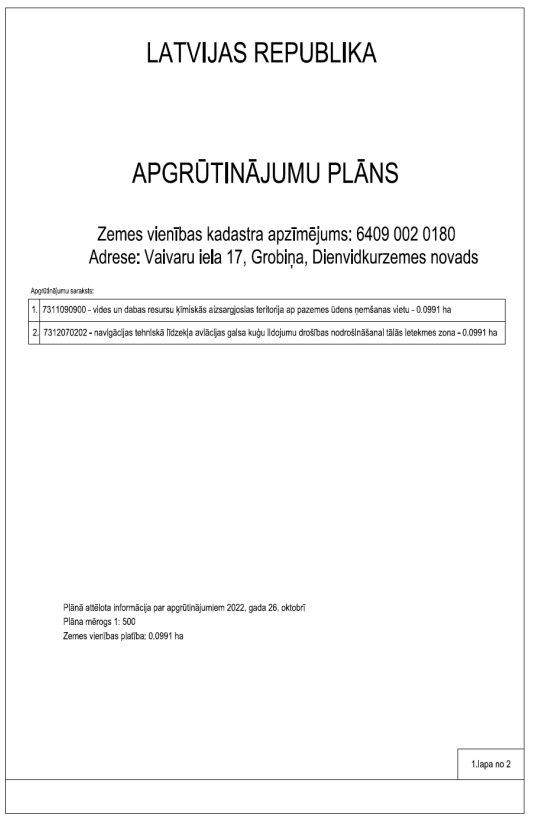 LATVIJAS REPUBLIKA
APGRŪTINĀJUMU PLĀNS
Zemes vienības kadastra apzīmējums: 6409 002 0180
Adrese: Vaivaru iela 17, Grobiņa, Dienvidkurzemes novads
Apgrūtinājumu saraksts:
1. 7311090900 - vides un dabas resursu ķīmiskās aizsargjoslas teritorija ap pazemes ūdens ņemšanas vietu - 0.0991 ha
2. 7312070202 - navigācijas tehniskā līdzekļa aviācijas gaisa kuģu lidojumu drošības nodrošināšanai tālās ietekmes zona - 0.0991 ha
Plānā attēlota informācija par apgrūtinājumiem 2022. gada 26. oktobrī
Plāna mērogs 1: 500
Zemes vienības platība: 0.0991 ha
1.lapa no 2